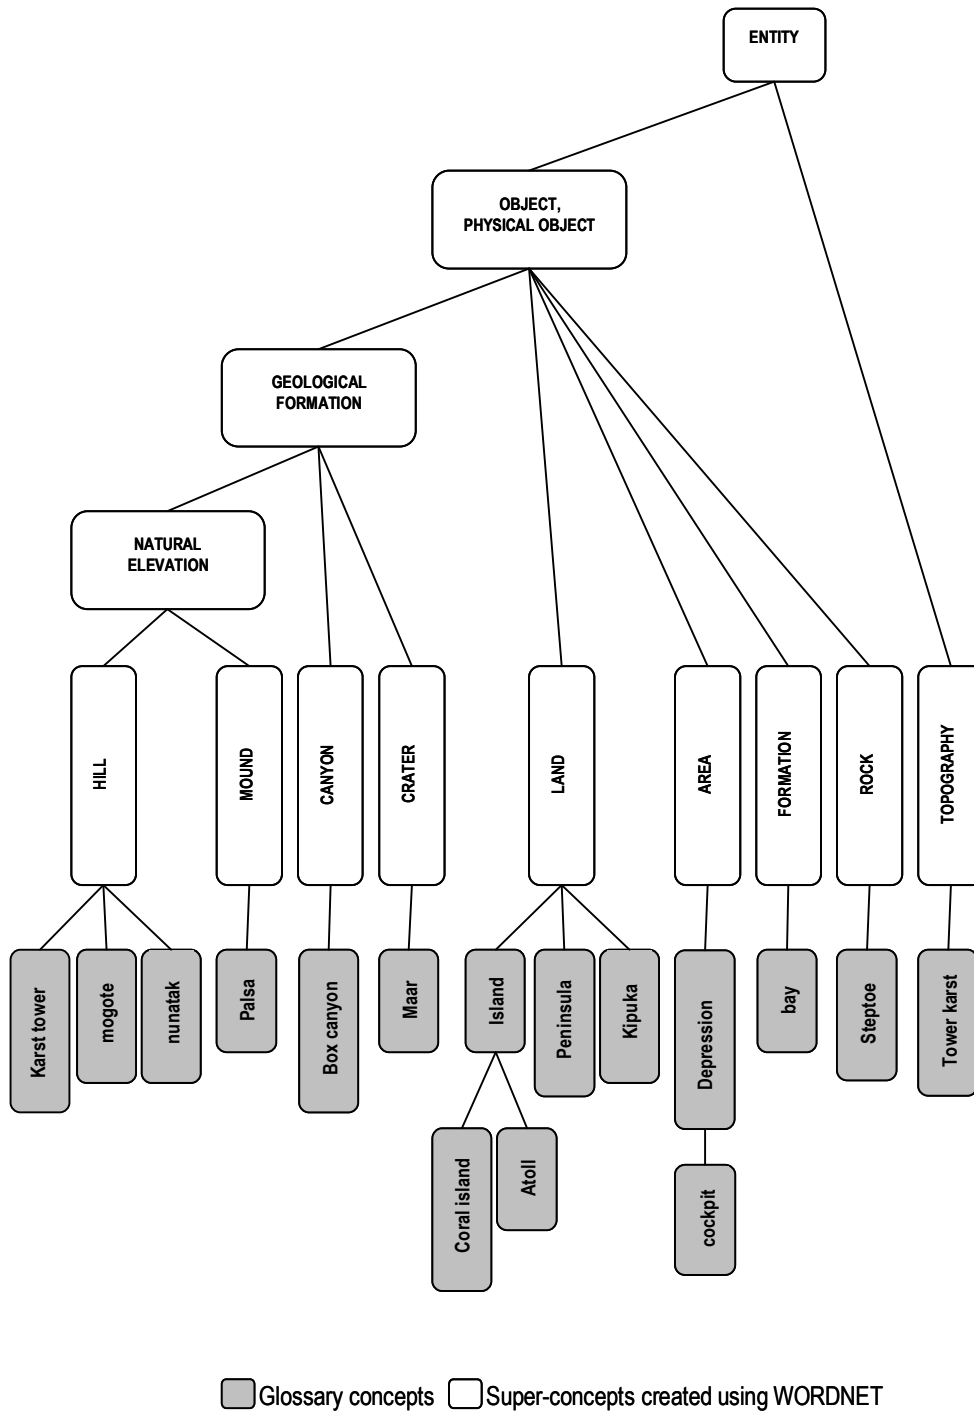 ENTITY
OBJECT,
PHYSICAL OBJECT
GEOLOGICAL
FORMATION
NATURAL
ELEVATION
HILL
MOUND
CANYON
CRATER
LAND
AREA
FORMATION
ROCK
TOPOGRAPHY
Karst tower
mogote
nunatak
Palsa
Box canyon
Maar
Island
Peninsula
Kipuka
Depression
bay
Steptoe
Tower karst
Coral island
Atoll
cockpit
Glossary concepts
Super-concepts created using WORDNET